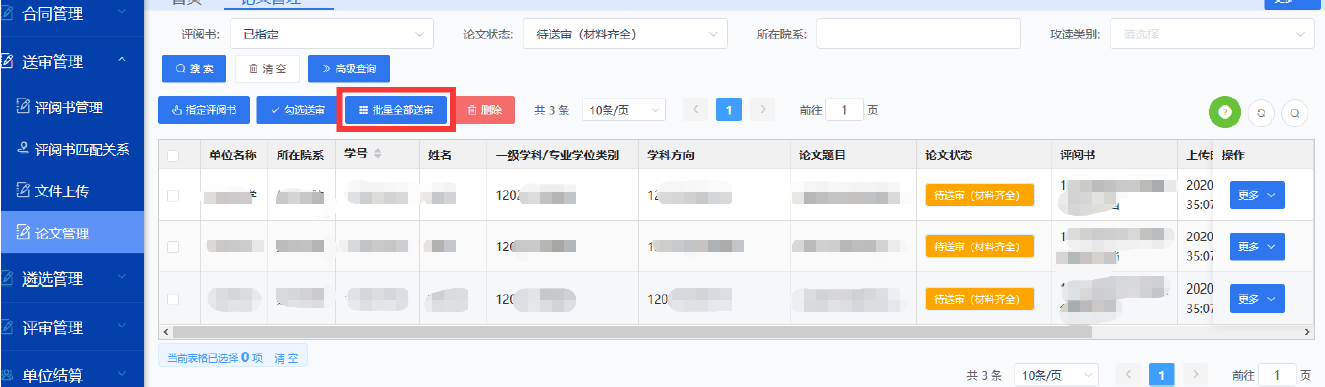 首页 论文管理 更多
合同管理
评阅书: 已指定 论文状态: 待送审（材料齐全） 所在院系: 攻读类别: 请选择
送审管理
搜索 清空 高级查询
评阅书管理
指定评阅书 勾选送审 批量全部送审 删除 共 3 条 10条/页 1 前往 1 页
评阅书匹配关系
单位名称 所在院系 学号 姓名 一级学科/专业学位类别 学科方向 论文题目 论文状态 评阅书 操作
文件上传
120 待送审（材料齐全） 2020 更多
35:07
论文管理
120 待送审（材料齐全） 2020 更多
35:07
遴选管理
120 120 待送审（材料齐全） 2020 更多
35:07
评审管理
当前表格已选择 0 项 清空
单位结算
共 3 条 10条/页 1 前往 1 页